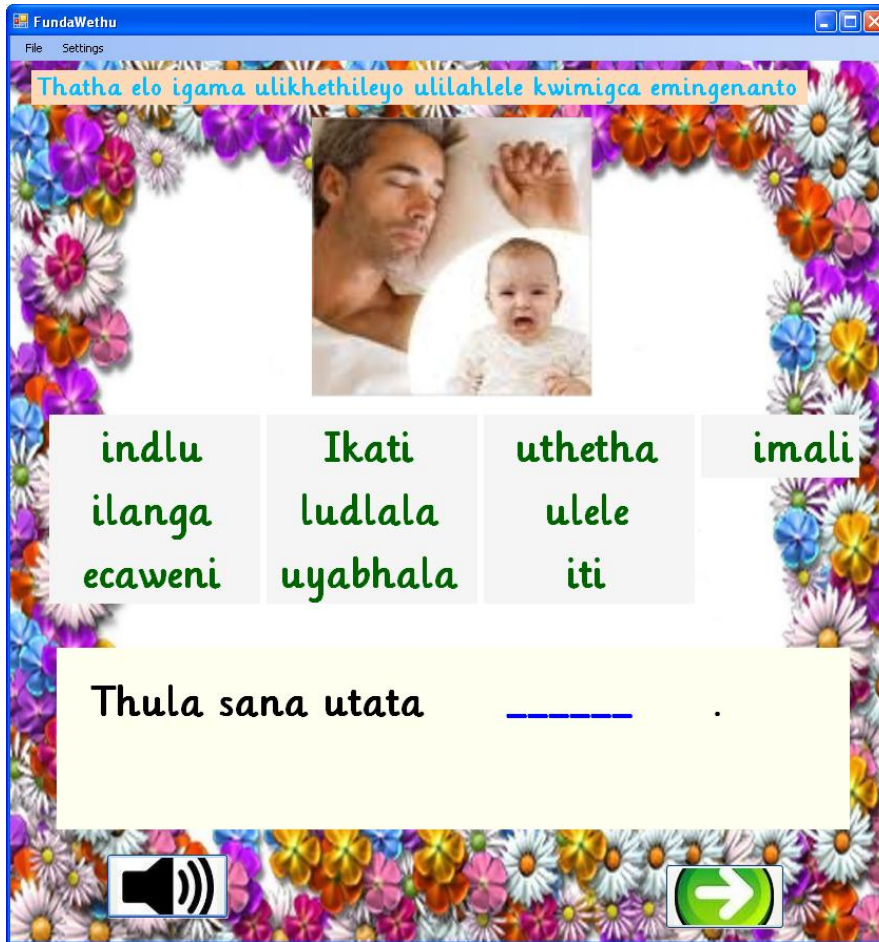 FundaWethu
File Settings
Thatha elo igama ulikhethileyo ulilahlele kwimigca emingenanto
indlu Ikati uthetha imali
ilanga ludlala ulele
ecaweni uyabhala iti
Thula sana utata ______ .